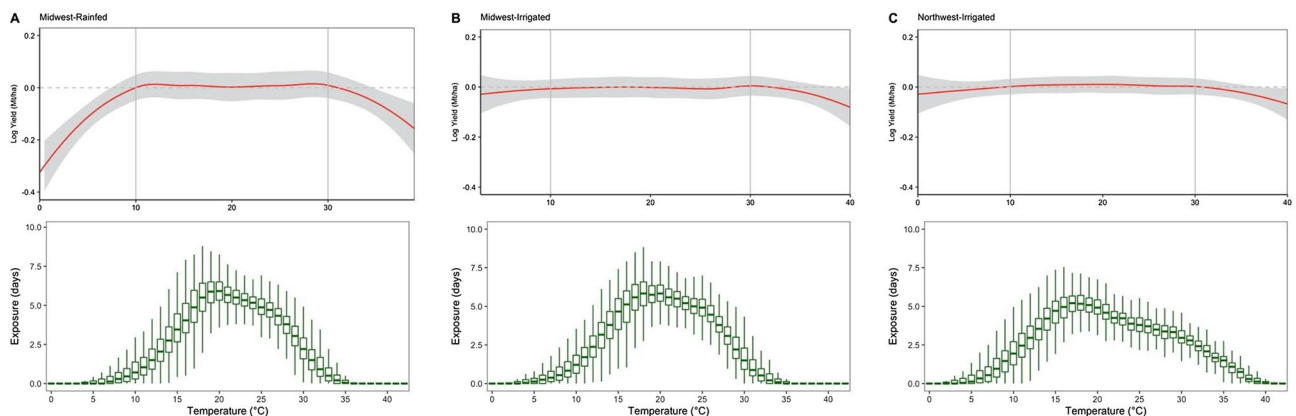 A Midwest-Rainfed
0.2
0.0
-0.2
-0.4
Log Yield (Mt/ha)
0 10 20 30
10.0
7.5
5.0
2.5
0.0
Exposure (days)
0 5 10 15 20 25 30 35 40
Temperature (°C)
B Midwest-Irrigated
0.2
0.0
-0.2
-0.4
Log Yield (Mt/ha)
10 20 30 40
10.0
7.5
5.0
2.5
0.0
Exposure (days)
0 5 10 15 20 25 30 35 40
Temperature (°C)
C Northwest-Irrigated
0.2
0.0
-0.2
-0.4
Log Yield (Mt/ha)
0 10 20 30 40
10.0
7.5
5.0
2.5
0.0
Exposure (days)
0 5 10 15 20 25 30 35 40
Temperature (°C)